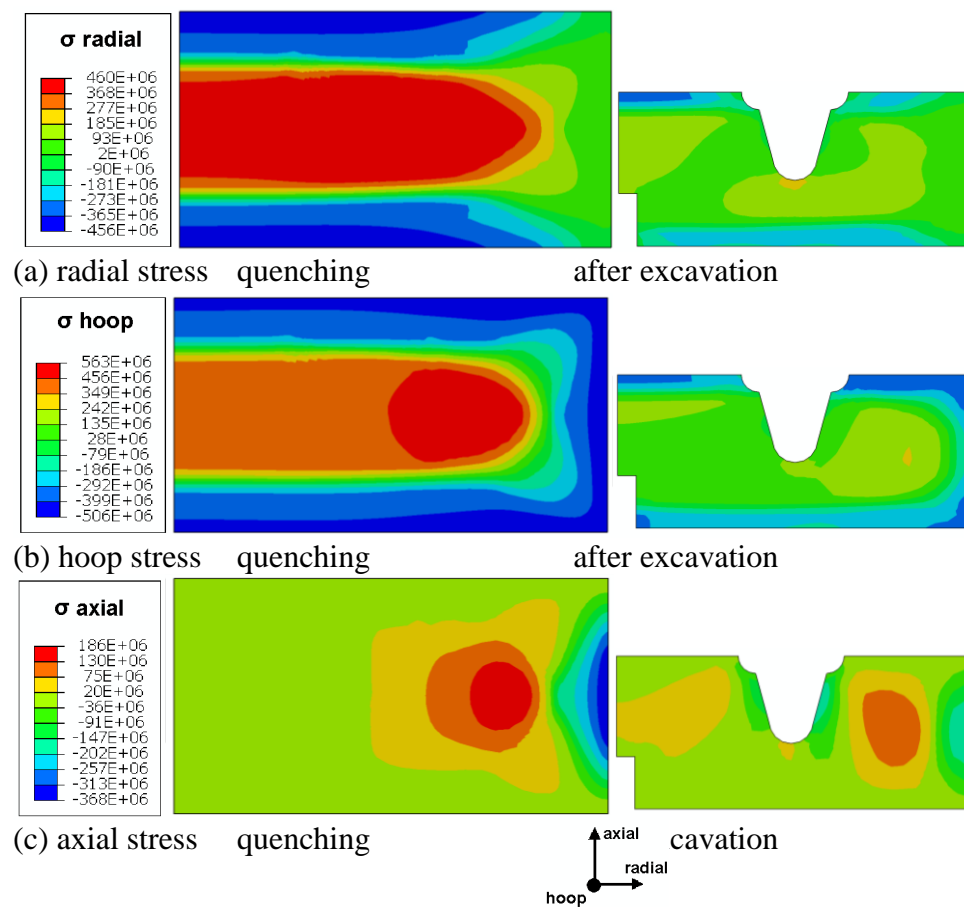 σ radial
460E+06
368E+06
277E+06
185E+06
93E+06
2E+06
-90E+06
-181E+06
-273E+06
-365E+06
-456E+06
(a) radial stress quenching after excavation
σ hoop
563E+06
456E+06
349E+06
242E+06
135E+06
28E+06
-79E+06
-186E+06
-292E+06
-399E+06
-506E+06
(b) hoop stress quenching after excavation
σ axial
186E+06
130E+06
75E+06
20E+06
-36E+06
-91E+06
-147E+06
-202E+06
-257E+06
-313E+06
-368E+06
(c) axial stress quenching cavation
axial
radial
hoop